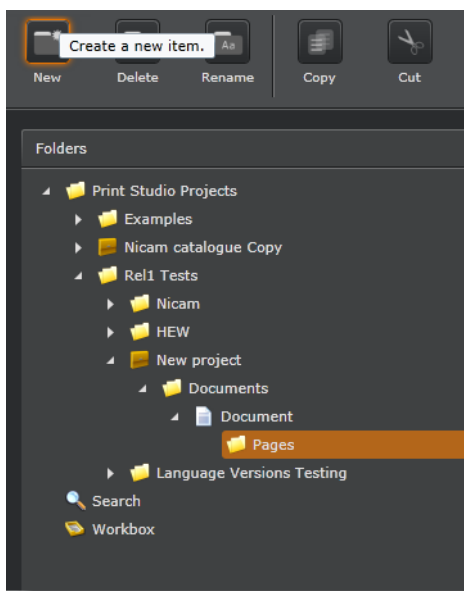 Create a new item.
Aa
New Delete Rename Copy Cut
Folders
Print Studio Projects
Examples
Nicam catalogue Copy
Rel1 Tests
Nicam
HEW
New project
Documents
Document
Pages
Language Versions Testing
Search
Workbox